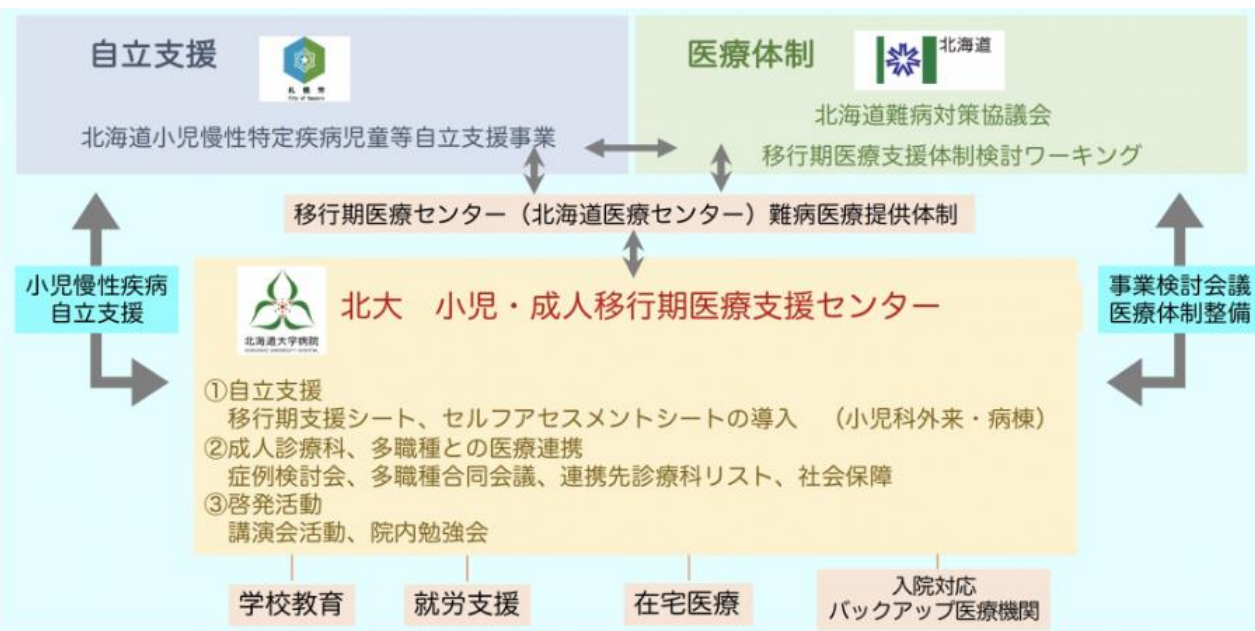 自立支援
札幌市
City of Sapporo
北海道小児慢性特定疾病児童等自立支援事業
医療体制
北海道
北海道難病対策協議会
移行期医療支援体制検討ワーキング
移行期医療センター（北海道医療センター）難病医療提供体制
小児慢性疾病
自立支援
事業検討会議
医療体制整備
北海道大学病院
HOKKAIDO UNIVERSITY HOSPITAL
北大 小児・成人移行期医療支援センター
①自立支援
移行期支援シート、セルフアセスメントシートの導入 （小児科外来・病棟）
②成人診療科、多職種との医療連携
症例検討会、多職種合同会議、連携先診療科リスト、社会保障
③啓発活動
講演会活動、院内勉強会
学校教育
就労支援
在宅医療
入院対応
バックアップ医療機関